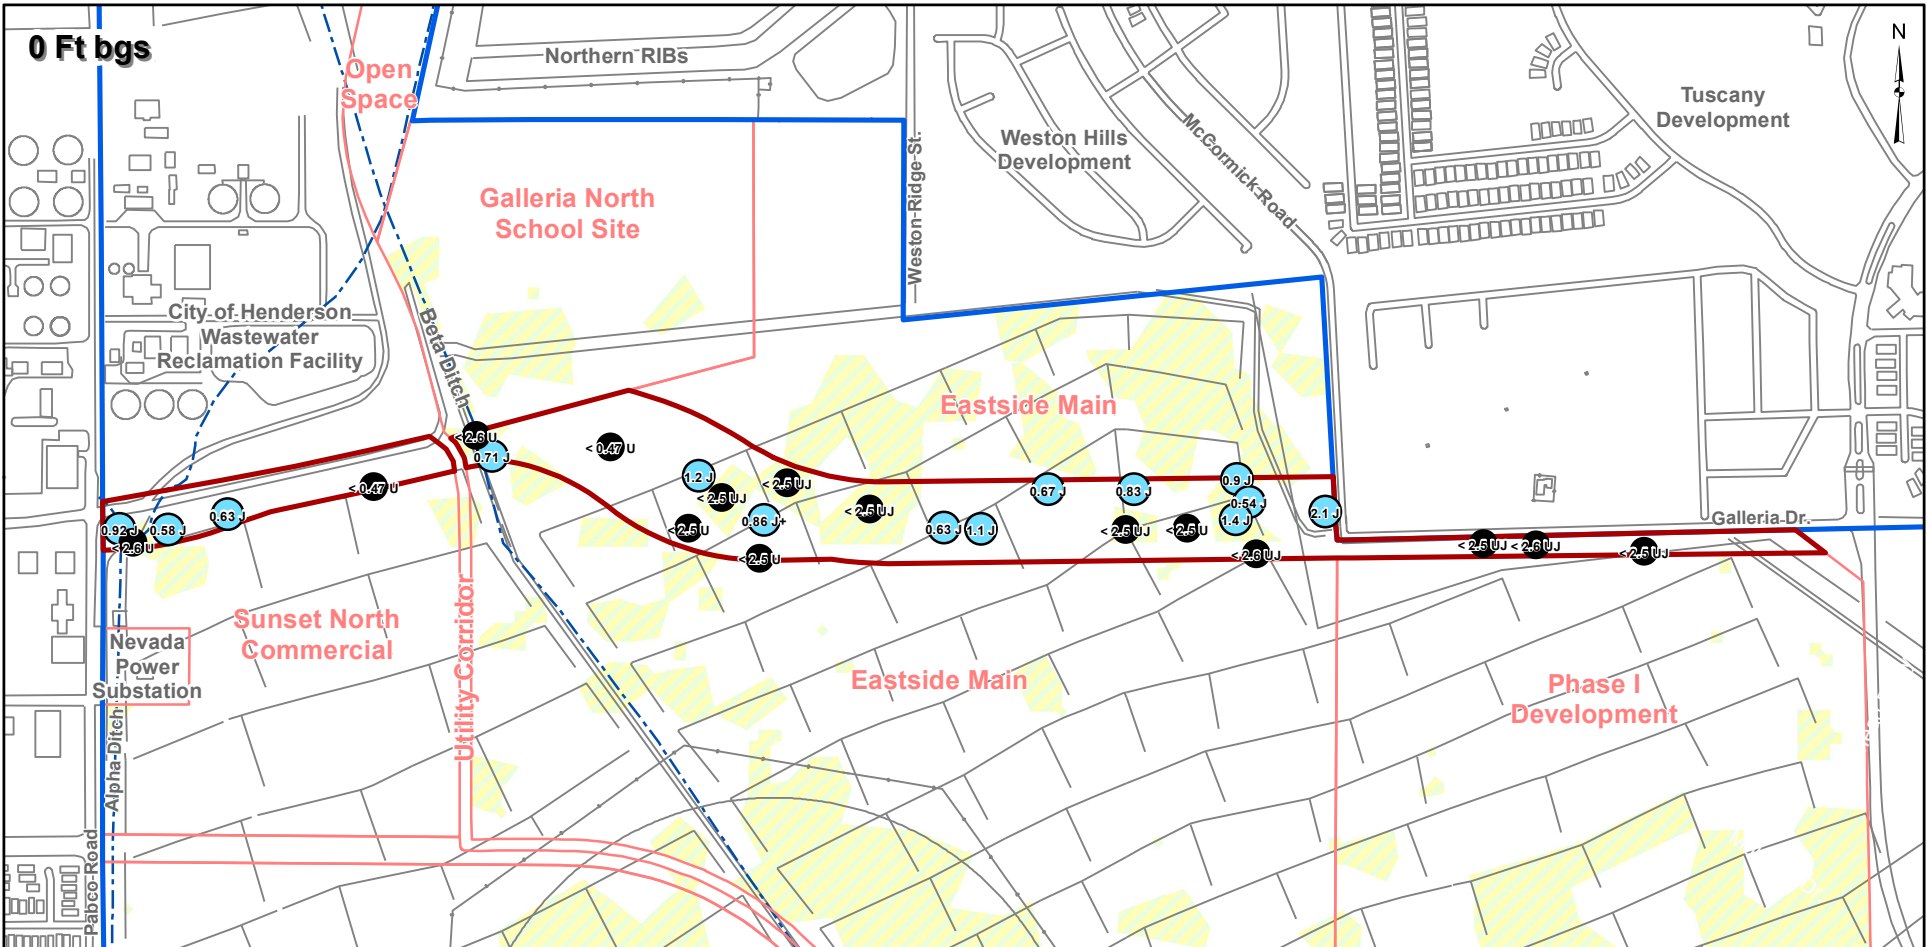 0 Ft bgs
N
Northern RIBs
Open
Space
Weston Hills
Development
McCormick Road
Tuscany
Development
Weston Ridge St.
Galleria North
School Site
City of Henderson
Wastewater
Reclamation Facility
Beta Ditch
Eastside Main
< 2.6 U
0.71 J
< 0.47 U
1.2 J
< 2.5 UJ
< 2.5 UJ
< 0.47 U
0.92 J
< 2.6 U
0.58 J
0.63 J
< 2.5 U
0.86 J+
< 2.5 UJ
< 2.5 U
0.63 J
1.1 J
0.67 J
0.83 J
0.9 J
0.54 J
1.4 J
< 2.5 UJ
< 2.5 U
< 2.6 UJ
2.1 J
< 2.5 UJ
< 2.6 UJ
< 2.5 UJ
Galleria Dr.
Sunset North
Commercial
Utility Corridor
Nevada
Power
Substation
Alpha Ditch
Pabco Road
Eastside Main
Phase I
Development